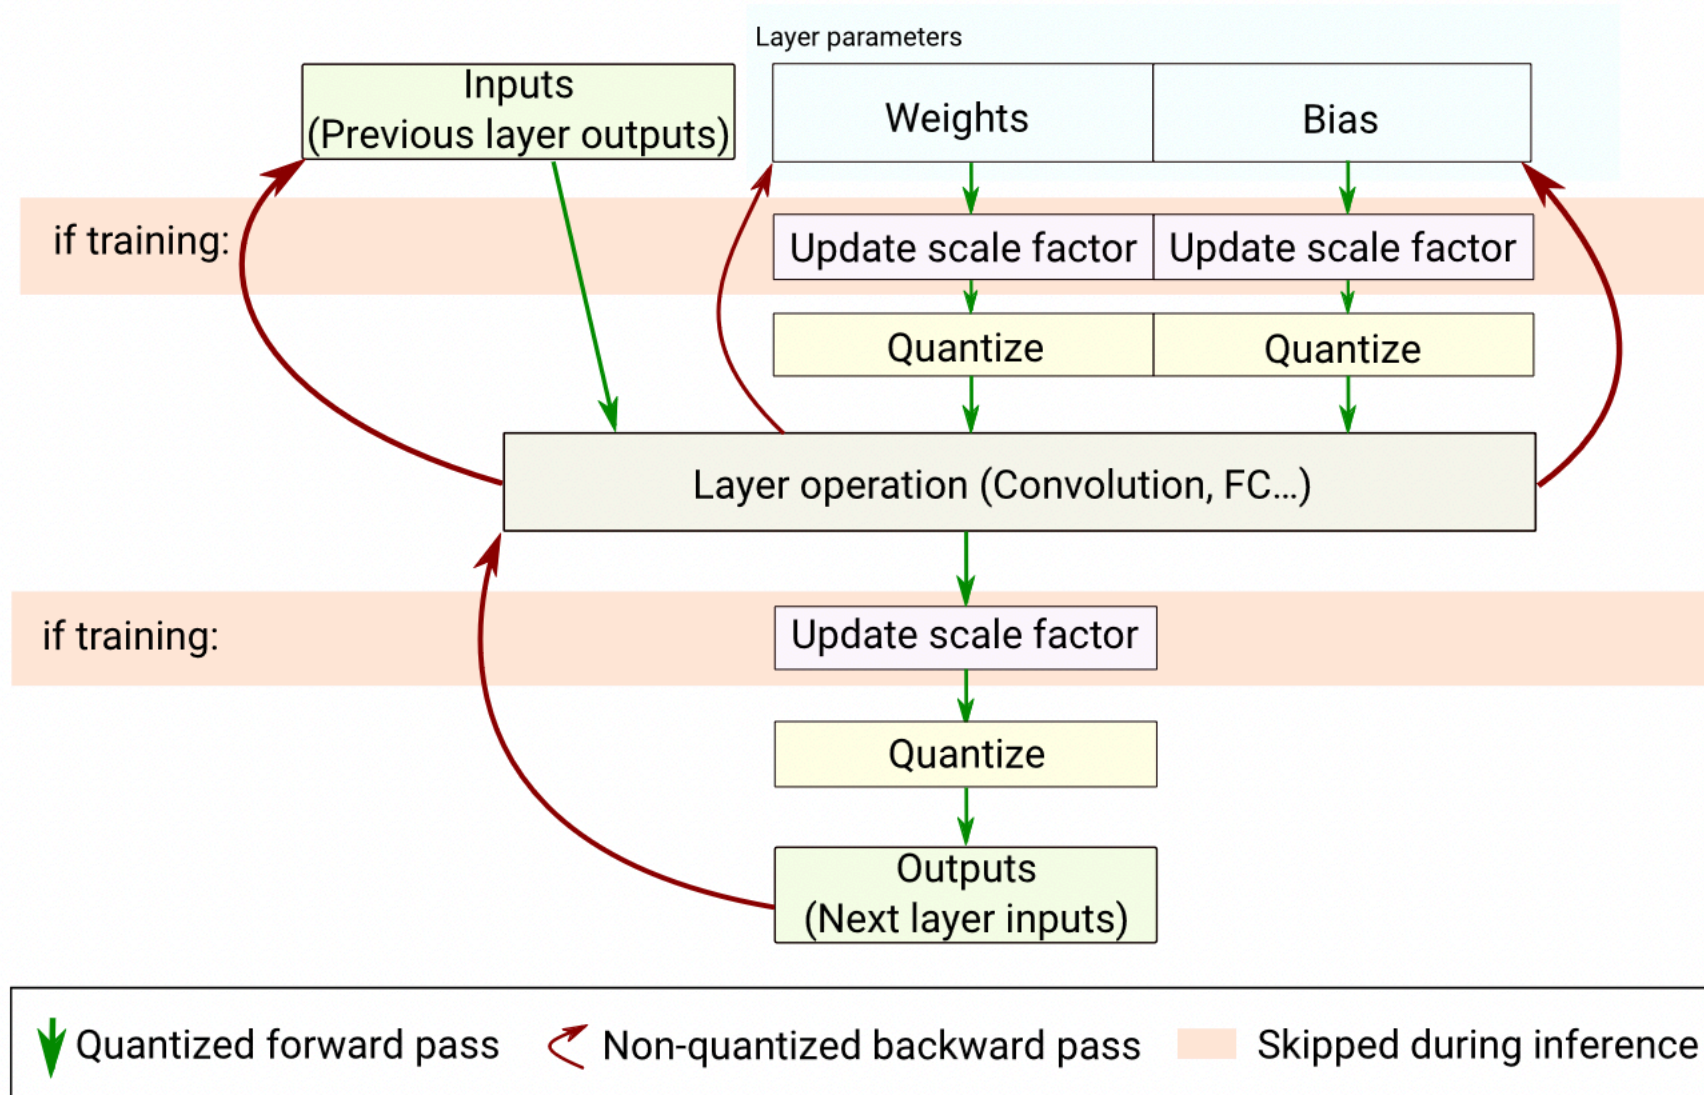 Layer parameters
Inputs
(Previous layer outputs)
Weights
Bias
if training:
Update scale factor
Update scale factor
Quantize
Quantize
Layer operation (Convolution, FC...)
if training:
Update scale factor
Quantize
Outputs
(Next layer inputs)
Quantized forward pass
Non-quantized backward pass
Skipped during inference